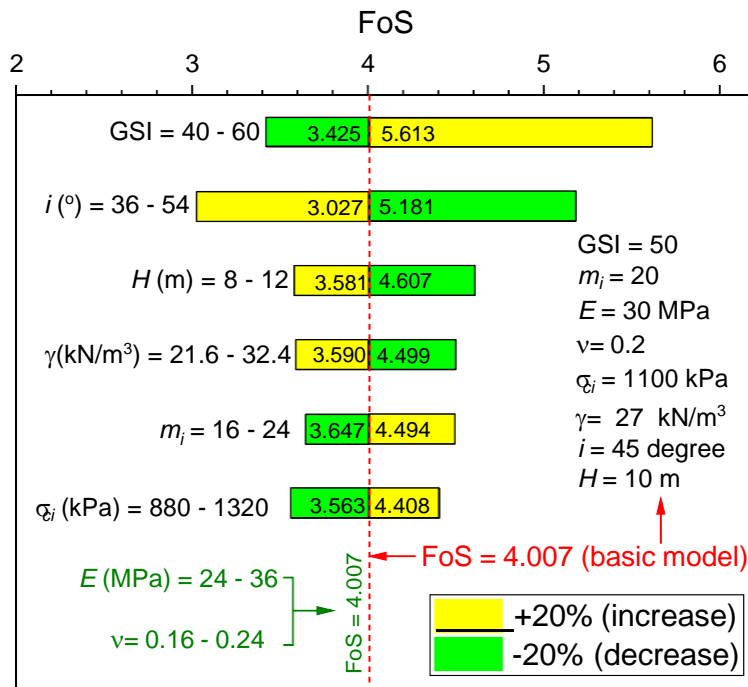 FoS
2 3 4 5 6
GSI = 40 - 60 3.425 5.613
i (°) = 36 - 54 3.027 5.181
H (m) = 8 - 12 3.581 4.607
γ(kN/m³) = 21.6 - 32.4 3.590 4.499
mᵢ = 16 - 24 3.647 4.494
σci (kPa) = 880 - 1320 3.563 4.408
GSI = 50
mᵢ = 20
E = 30 MPa
ν= 0.2
σci = 1100 kPa
γ= 27 kN/m³
i = 45 degree
H = 10 m
FoS = 4.007 (basic model)
E (MPa) = 24 - 36
ν= 0.16 - 0.24
FoS = 4.007
+20% (increase)
-20% (decrease)